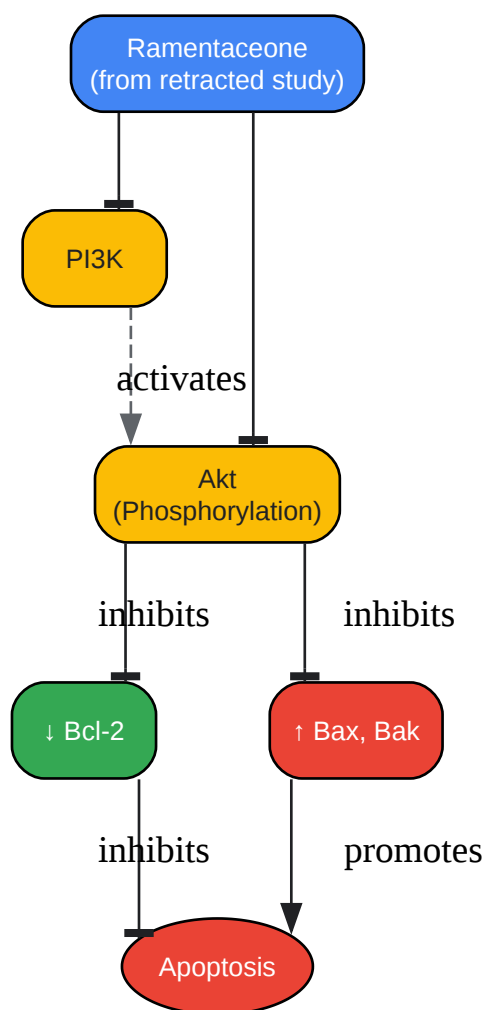 Ramentaceone
(from retracted study)
PI3K
activates
Akt
(Phosphorylation)
inhibits
inhibits
↓ Bcl-2
↑ Bax, Bak
inhibits
promotes
Apoptosis